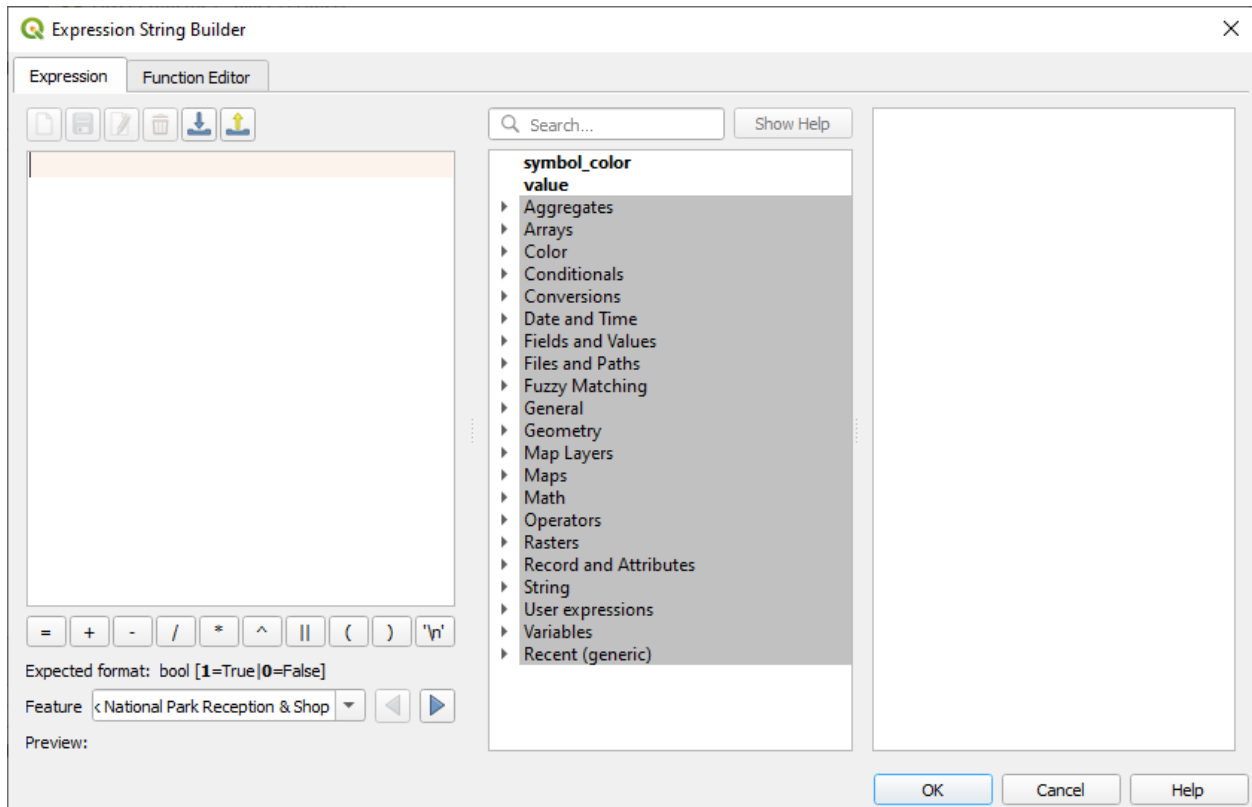 Expression String Builder
Expression
Function Editor
Search...
Show Help
symbol_color
value
Aggregates
Arrays
Color
Conditionals
Conversions
Date and Time
Fields and Values
Files and Paths
Fuzzy Matching
General
Geometry
Map Layers
Maps
Math
Operators
Rasters
Record and Attributes
String
User expressions
Variables
Recent (generic)
= + - / * ^ || ( ) '\n'
Expected format: bool [1=True|0=False]
Feature
National Park Reception & Shop
Preview:
OK
Cancel
Help